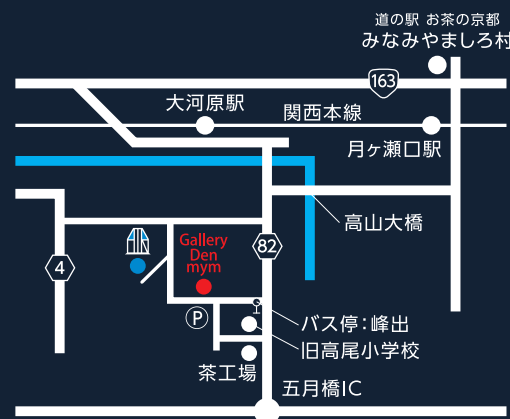 道の駅 お茶の京都
みなみやましろ村
163
大河原駅
関西本線
月ヶ瀬口駅
高山大橋
Gallery
Den
mym
82
4
P
バス停：峰出
旧高尾小学校
茶工場
五月橋IC